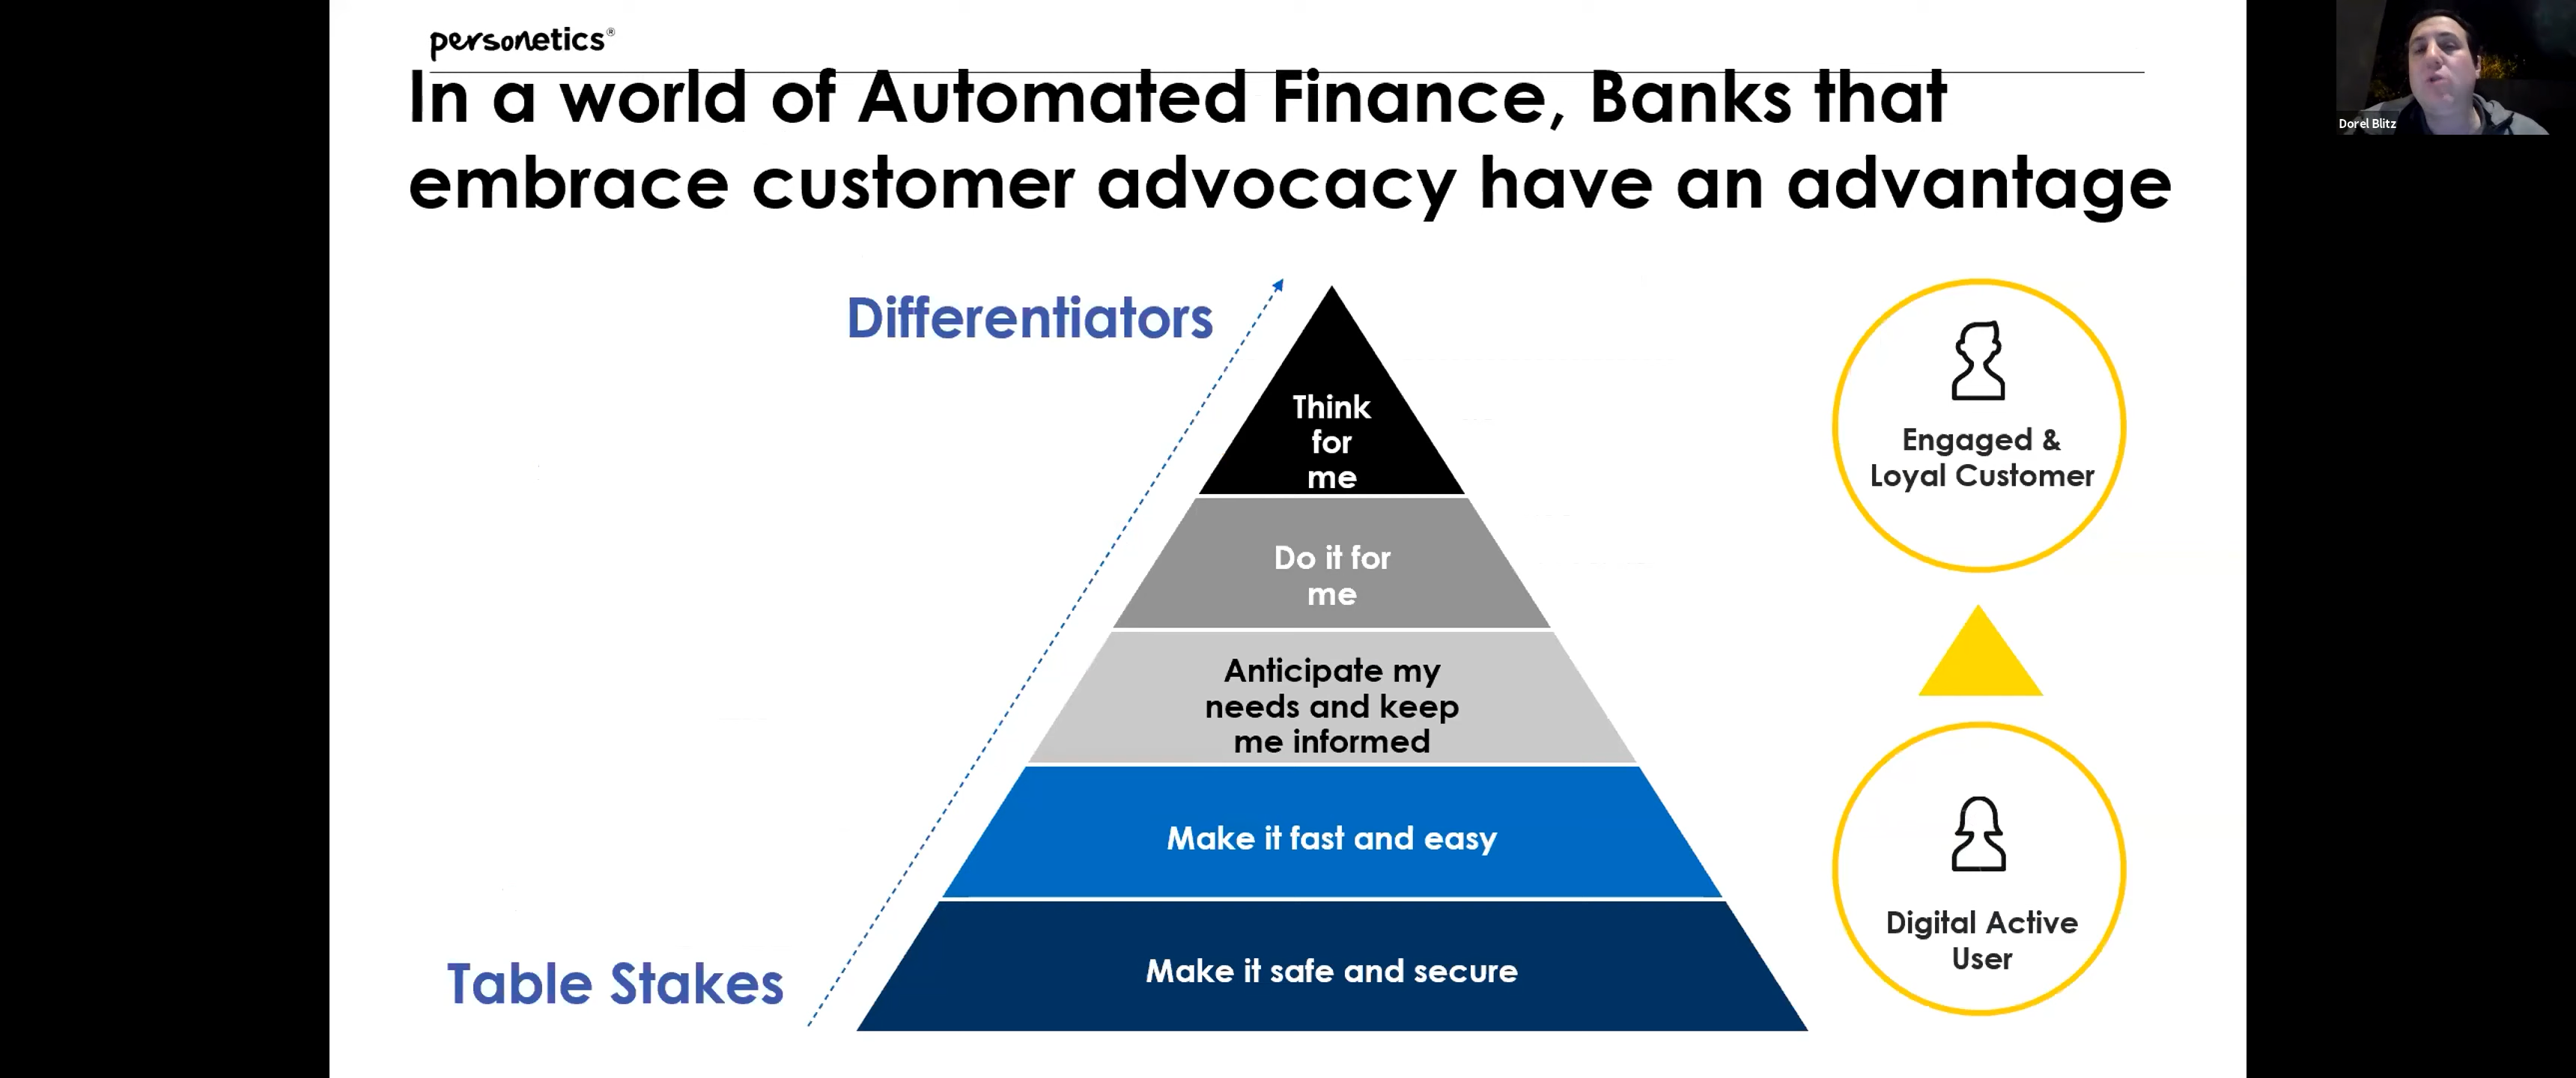 personetics®
In a world of Automated Finance, Banks that
embrace customer advocacy have an advantage
Dorel Blitz
Differentiators
Think
for
me
Do it for
me
Anticipate my
needs and keep
me informed
Make it fast and easy
Make it safe and secure
Table Stakes
Engaged &
Loyal Customer
Digital Active
User